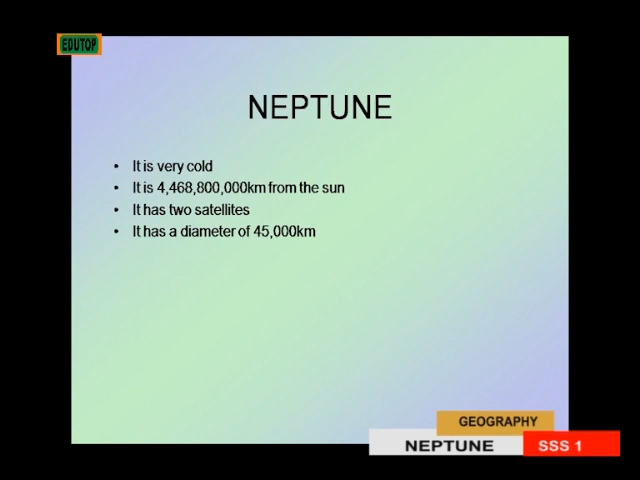 EDUTOP
NEPTUNE
• It is very cold
• It is 4,468,800,000km from the sun
• It has two satellites
• It has a diameter of 45,000km
GEOGRAPHY
NEPTUNE SSS 1